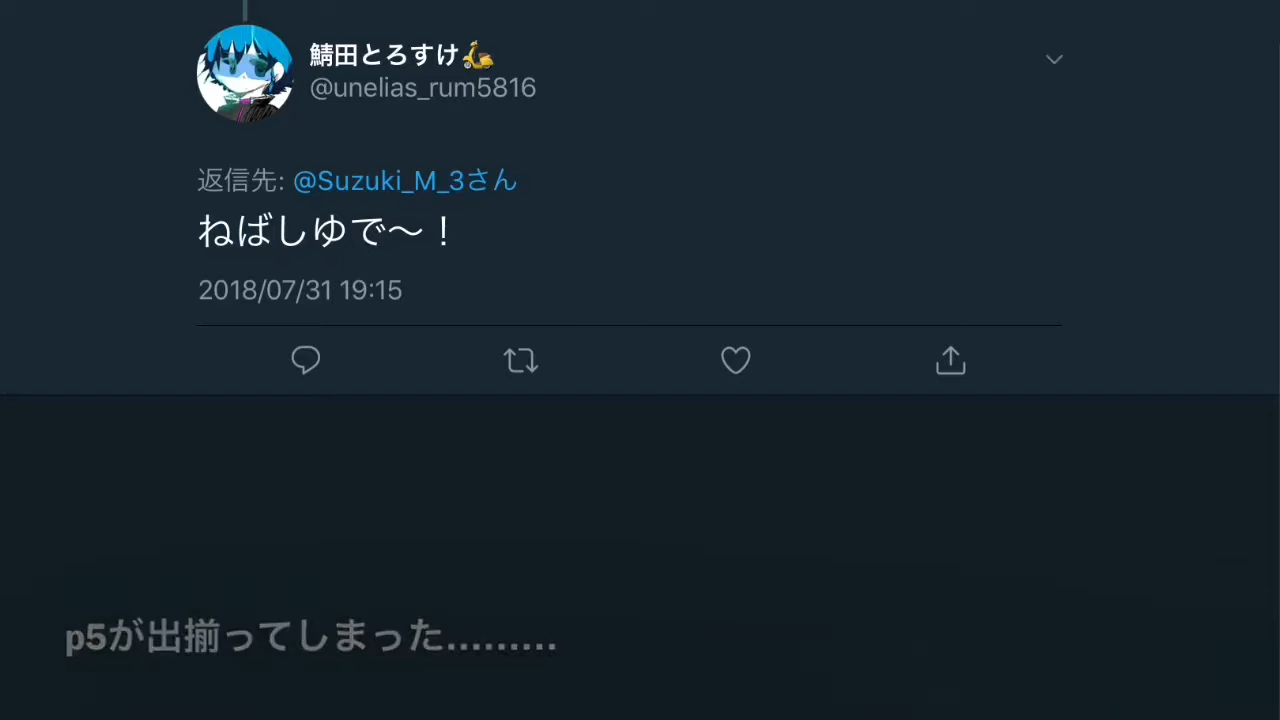 鯖田とろすけ🛵
@unelias_rum5816
返信先: @Suzuki_M_3さん
ねばしゆで〜！
2018/07/31 19:15
p5が出揃ってしまった.........